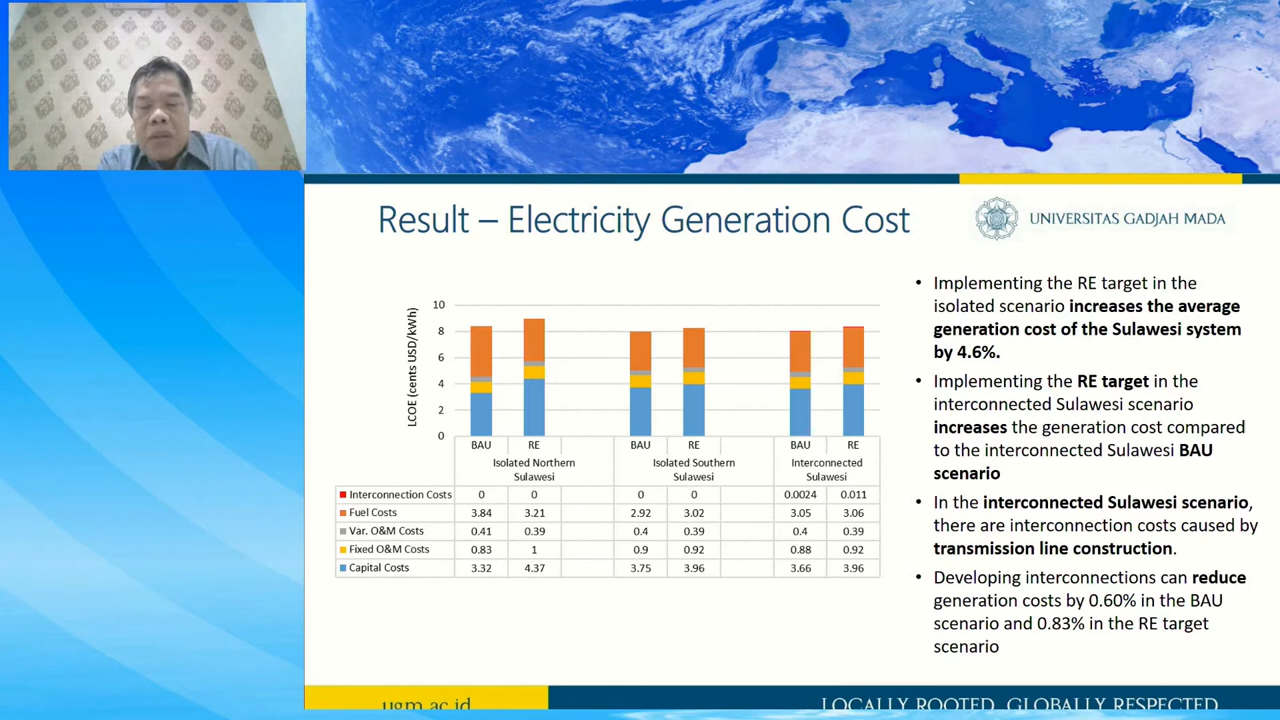 Result – Electricity Generation Cost
UNIVERSITAS GADJAH MADA
LCOE (cents USD/kWh)
10
8
6
4
2
0
BAU RE BAU RE BAU RE
Isolated Northern Sulawesi Isolated Southern Sulawesi Interconnected Sulawesi
Interconnection Costs 0 0 0 0 0.0024 0.011
Fuel Costs 3.84 3.21 2.92 3.02 3.05 3.06
Var. O&M Costs 0.41 0.39 0.4 0.39 0.4 0.39
Fixed O&M Costs 0.83 1 0.9 0.92 0.88 0.92
Capital Costs 3.32 4.37 3.75 3.96 3.66 3.96
• Implementing the RE target in the
isolated scenario increases the average
generation cost of the Sulawesi system
by 4.6%.
• Implementing the RE target in the
interconnected Sulawesi scenario
increases the generation cost compared
to the interconnected Sulawesi BAU
scenario
• In the interconnected Sulawesi scenario,
there are interconnection costs caused by
transmission line construction.
• Developing interconnections can reduce
generation costs by 0.60% in the BAU
scenario and 0.83% in the RE target
scenario
ugm.ac.id
LOCALLY ROOTED, GLOBALLY RESPECTED